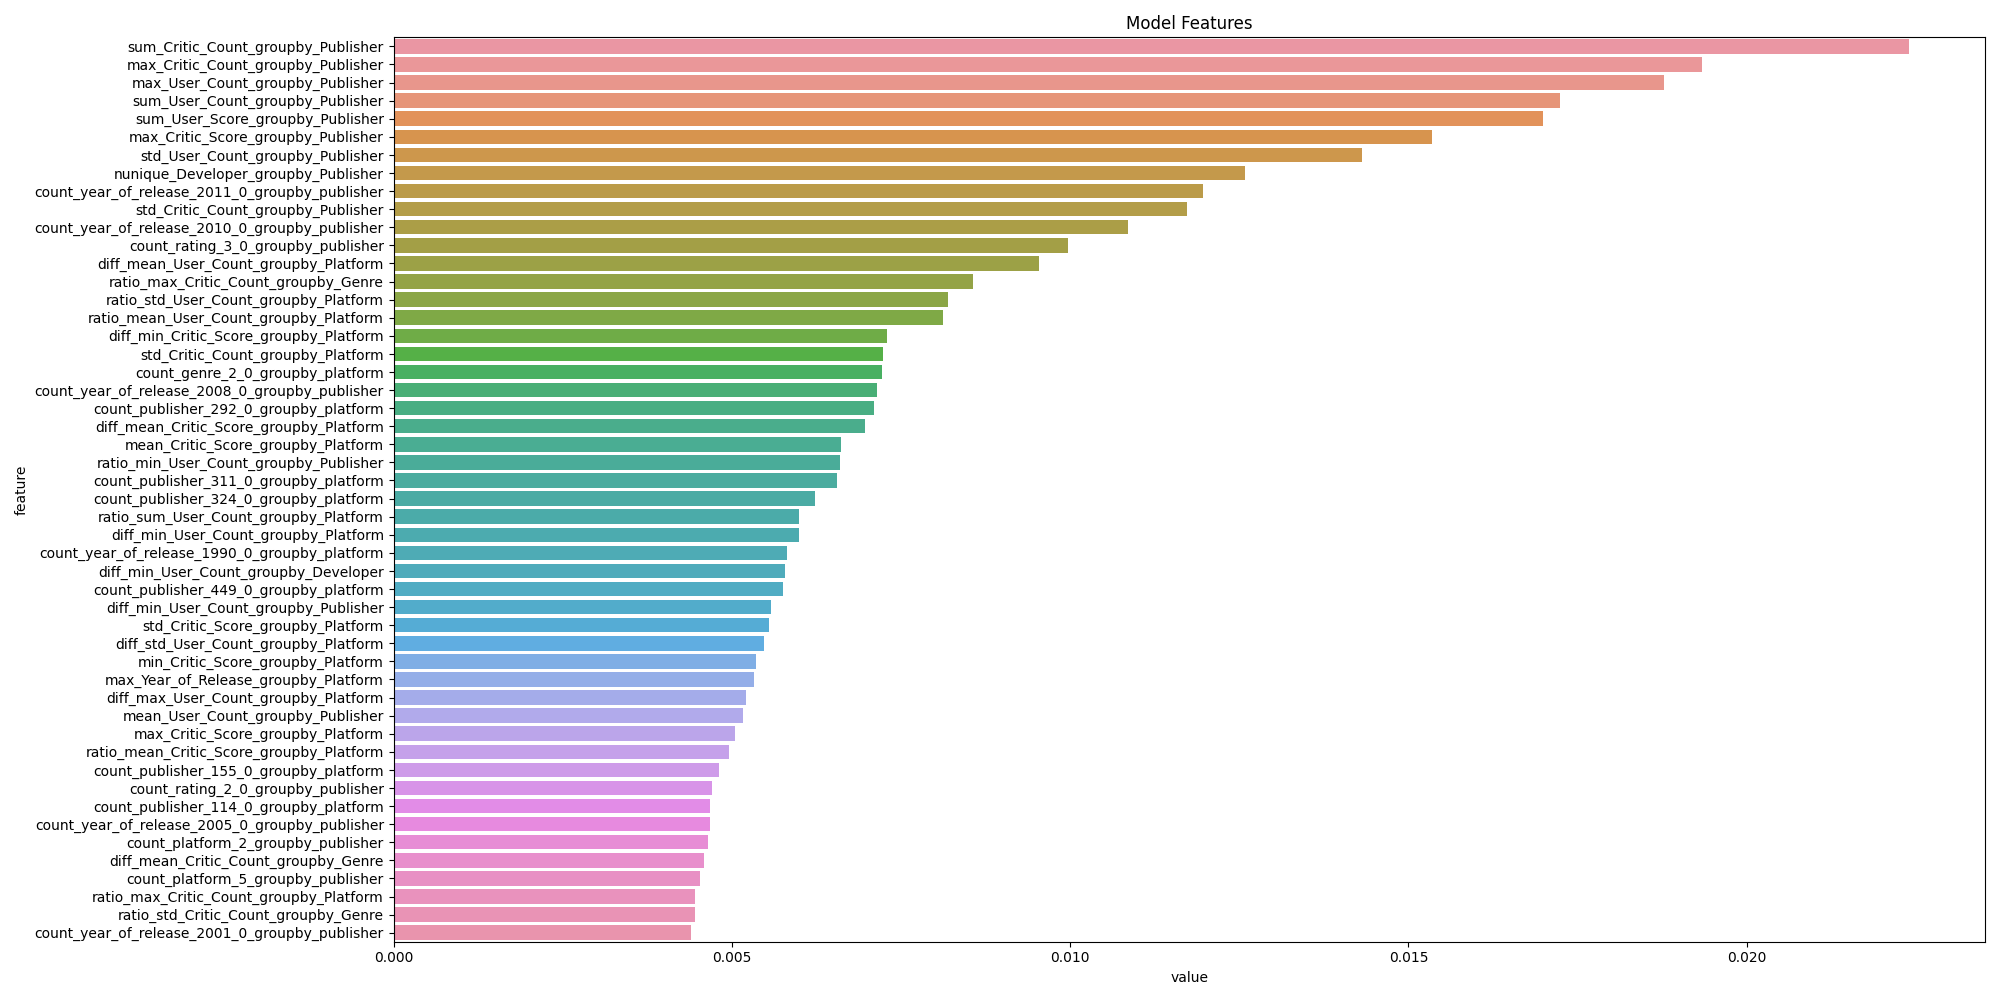 Model Features
sum_Critic_Count_groupby_Publisher
max_Critic_Count_groupby_Publisher
max_User_Count_groupby_Publisher
sum_User_Count_groupby_Publisher
sum_User_Score_groupby_Publisher
max_Critic_Score_groupby_Publisher
std_User_Count_groupby_Publisher
nunique_Developer_groupby_Publisher
count_year_of_release_2011_0_groupby_publisher
std_Critic_Count_groupby_Publisher
count_year_of_release_2010_0_groupby_publisher
count_rating_3_0_groupby_publisher
diff_mean_User_Count_groupby_Platform
ratio_max_Critic_Count_groupby_Genre
ratio_std_User_Count_groupby_Platform
ratio_mean_User_Count_groupby_Platform
diff_min_Critic_Score_groupby_Platform
std_Critic_Count_groupby_Platform
count_genre_2_0_groupby_platform
count_year_of_release_2008_0_groupby_publisher
count_publisher_292_0_groupby_platform
diff_mean_Critic_Score_groupby_Platform
mean_Critic_Score_groupby_Platform
ratio_min_User_Count_groupby_Publisher
count_publisher_311_0_groupby_platform
count_publisher_324_0_groupby_platform
ratio_sum_User_Count_groupby_Platform
diff_min_User_Count_groupby_Platform
count_year_of_release_1990_0_groupby_platform
diff_min_User_Count_groupby_Developer
count_publisher_449_0_groupby_platform
diff_min_User_Count_groupby_Publisher
std_Critic_Score_groupby_Platform
diff_std_User_Count_groupby_Platform
min_Critic_Score_groupby_Platform
max_Year_of_Release_groupby_Platform
diff_max_User_Count_groupby_Platform
mean_User_Count_groupby_Publisher
max_Critic_Score_groupby_Platform
ratio_mean_Critic_Score_groupby_Platform
count_publisher_155_0_groupby_platform
count_rating_2_0_groupby_publisher
count_publisher_114_0_groupby_platform
count_year_of_release_2005_0_groupby_publisher
count_platform_2_groupby_publisher
diff_mean_Critic_Count_groupby_Genre
count_platform_5_groupby_publisher
ratio_max_Critic_Count_groupby_Platform
ratio_std_Critic_Count_groupby_Genre
count_year_of_release_2001_0_groupby_publisher
feature
0.000 0.005 0.010 0.015 0.020
value